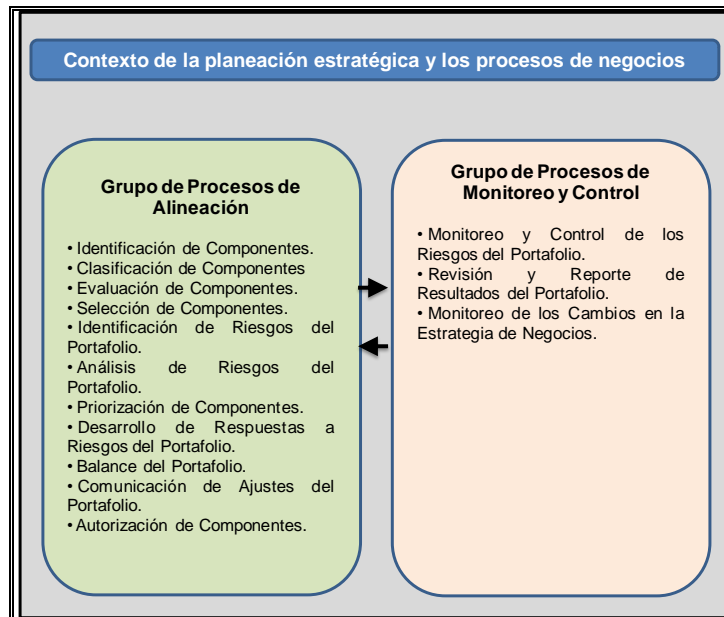 Contexto de la planeación estratégica y los procesos de negocios
Grupo de Procesos de
Alineación
• Identificación de Componentes.
• Clasificación de Componentes
• Evaluación de Componentes.
• Selección de Componentes.
• Identificación de Riesgos del
Portafolio.
• Análisis de Riesgos del
Portafolio.
• Priorización de Componentes.
• Desarrollo de Respuestas a
Riesgos del Portafolio.
• Balance del Portafolio.
• Comunicación de Ajustes del
Portafolio.
• Autorización de Componentes.
Grupo de Procesos de
Monitoreo y Control
• Monitoreo y Control de los
Riesgos del Portafolio.
• Revisión y Reporte de
Resultados del Portafolio.
• Monitoreo de los Cambios en la
Estrategia de Negocios.